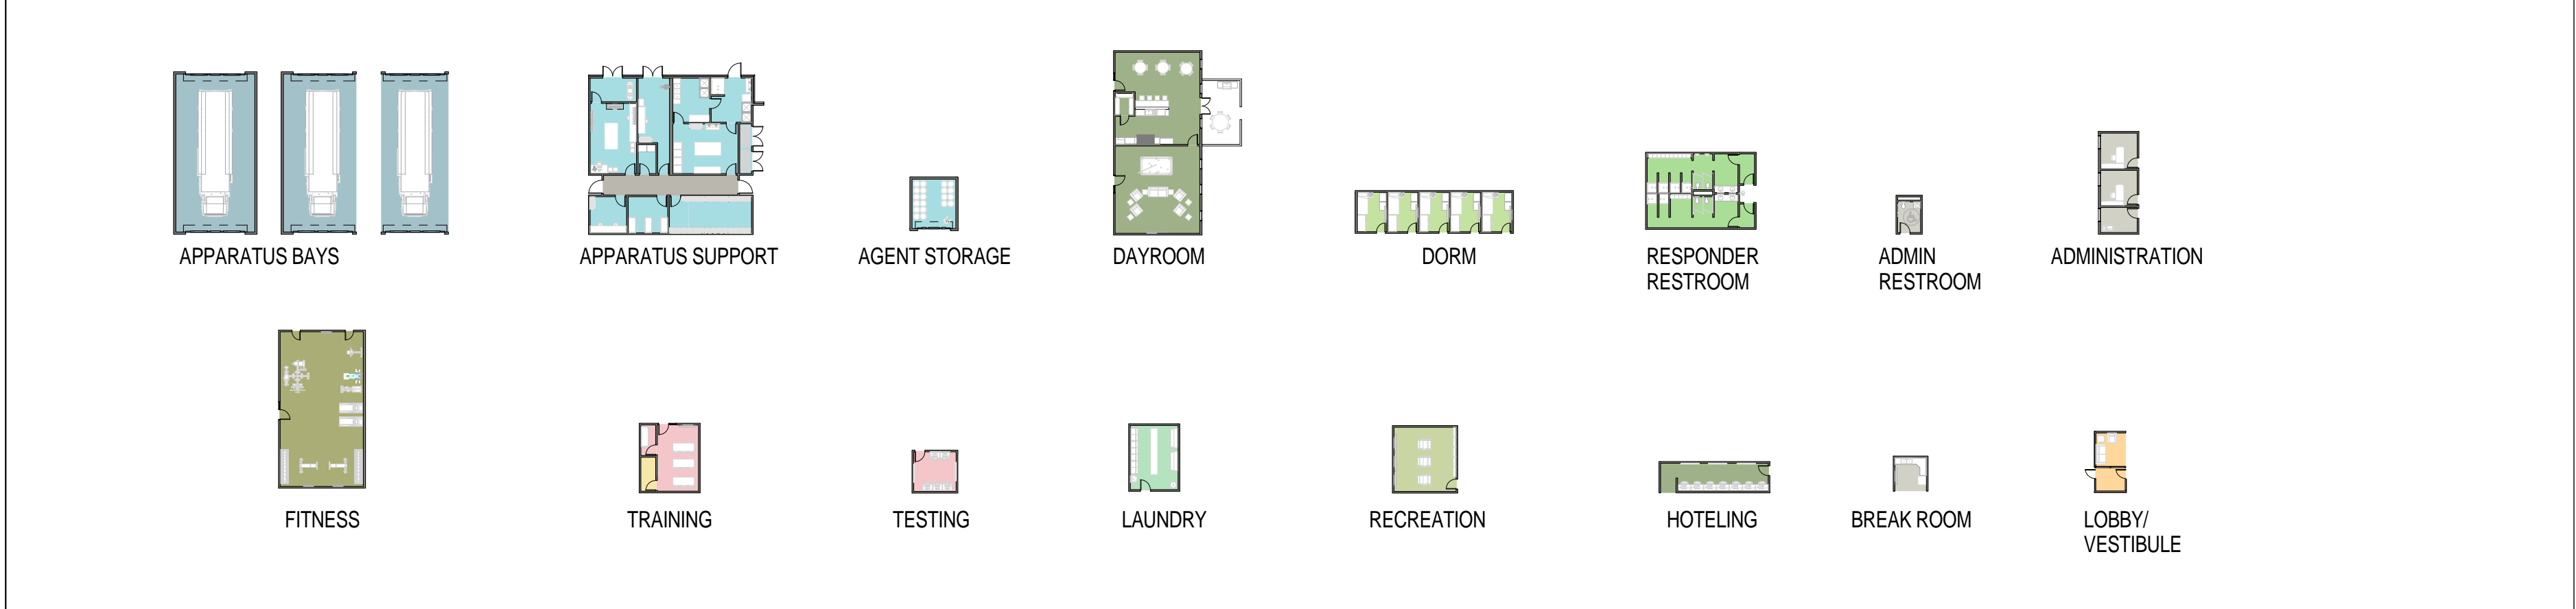 APPARATUS BAYS
APPARATUS SUPPORT
AGENT STORAGE
DAYROOM
DORM
RESPONDER
RESTROOM
ADMIN
RESTROOM
ADMINISTRATION
FITNESS
TRAINING
TESTING
LAUNDRY
RECREATION
HOTELING
BREAK ROOM
LOBBY/
VESTIBULE